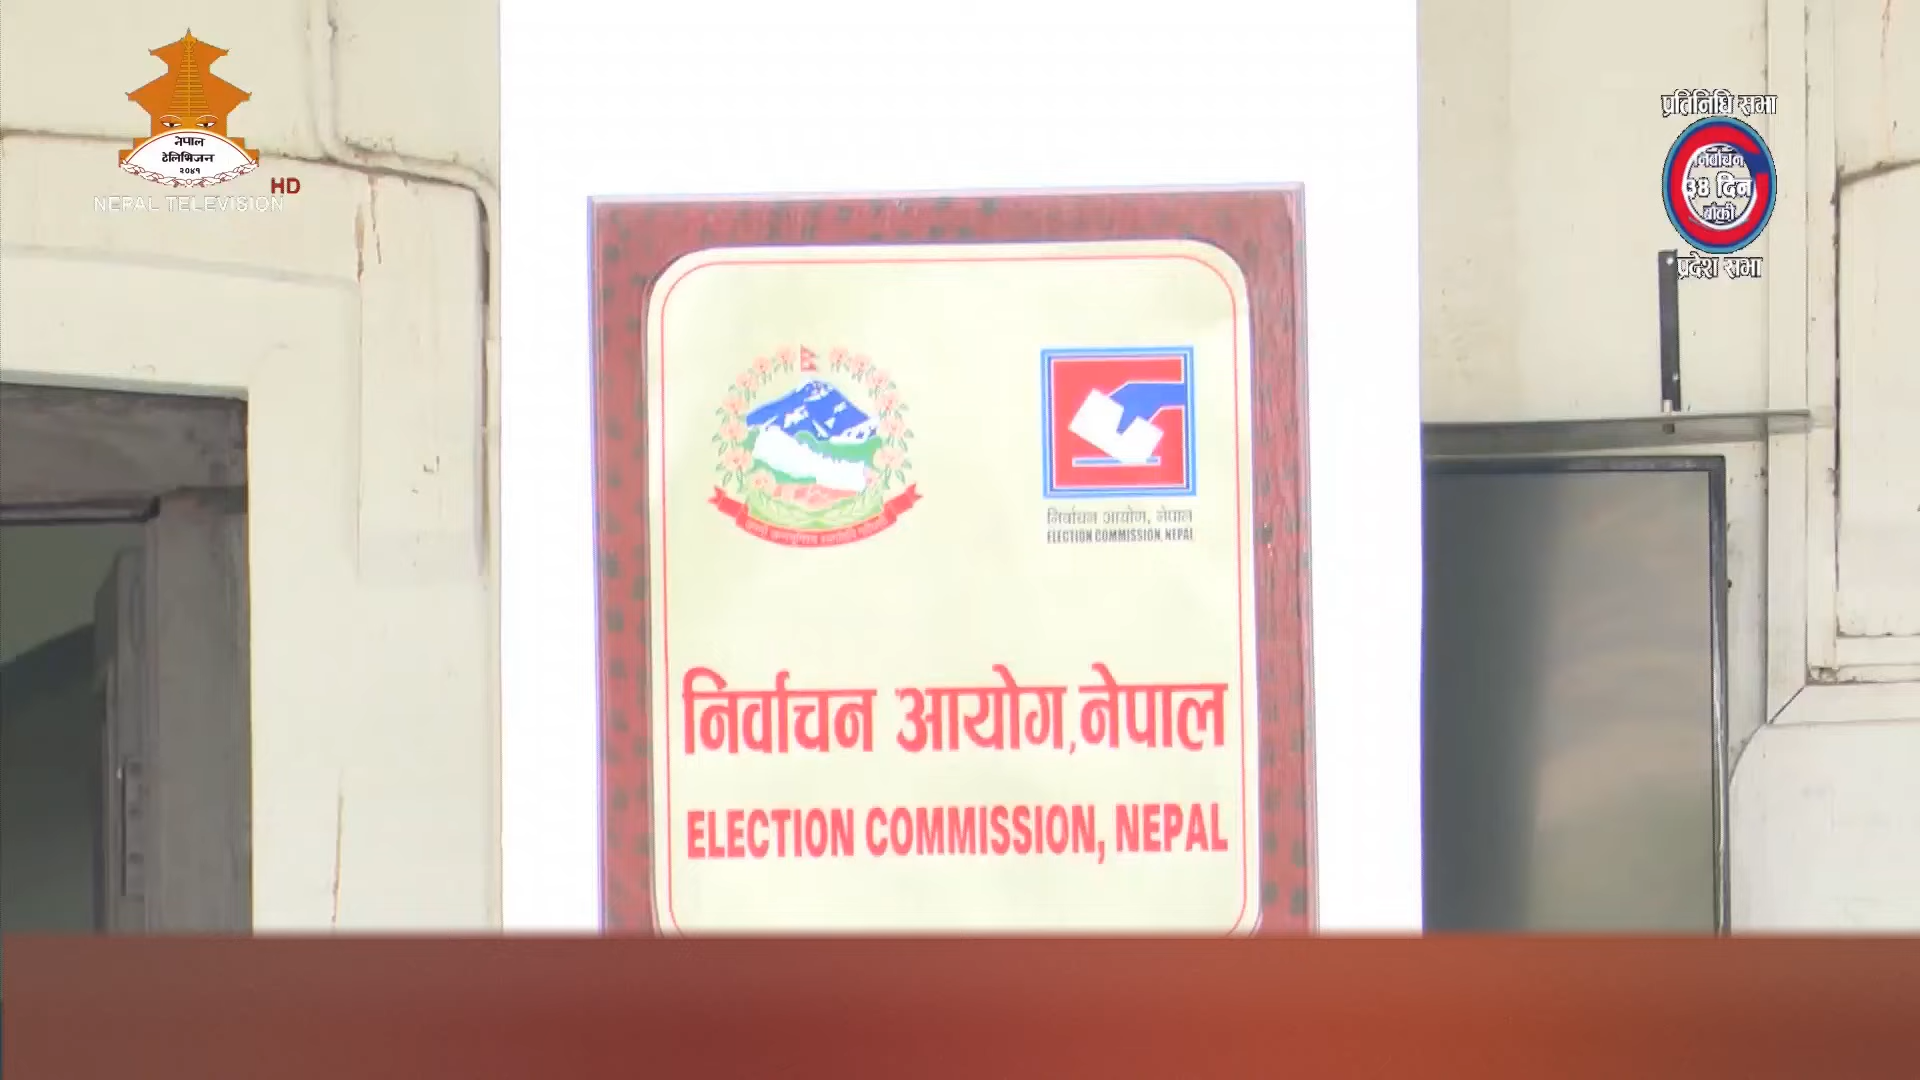 नेपाल
टेलिभिजन
२०४१
HD
NEPAL TELEVISION
प्रतिनिधि सभा
निर्वाचन
३४ दिन
बाँकी
प्रदेश सभा
निर्वाचन आयोग, नेपाल
ELECTION COMMISSION, NEPAL
निर्वाचन आयोग, नेपाल
ELECTION COMMISSION, NEPAL